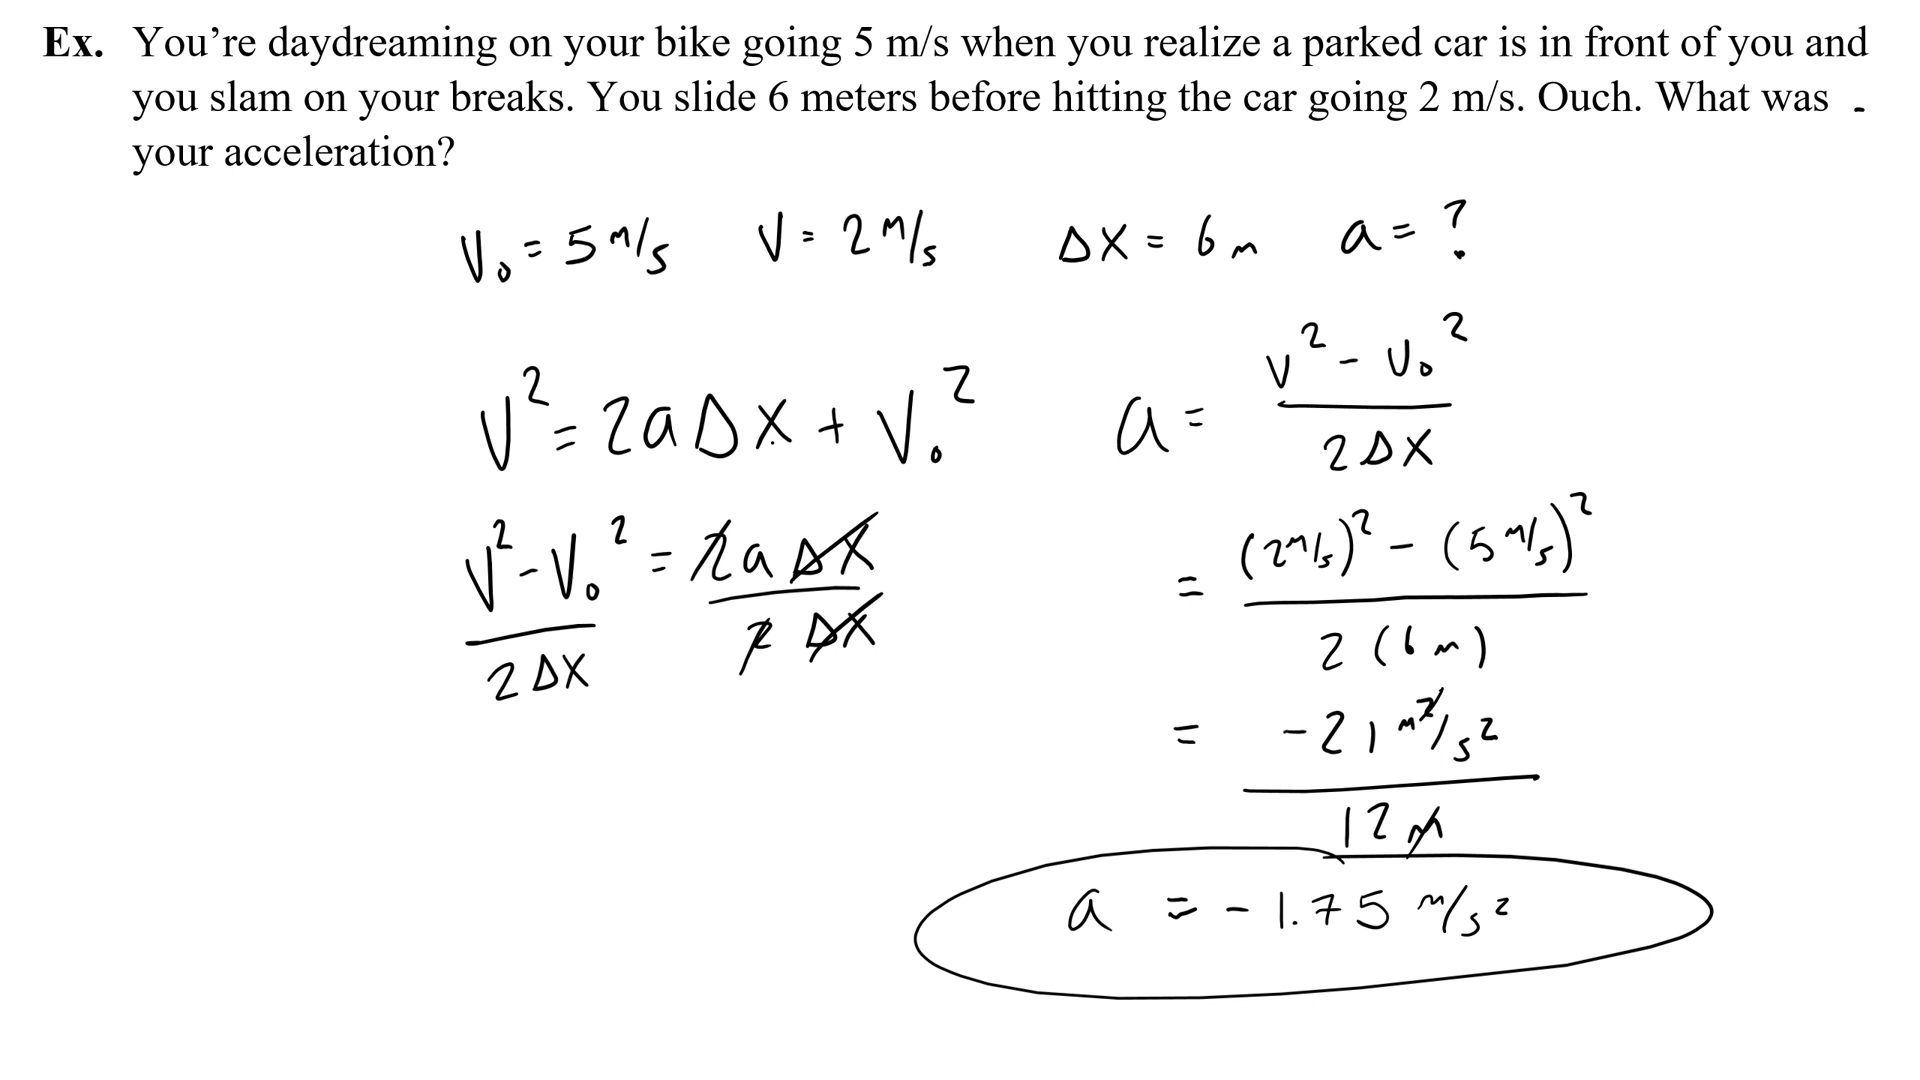 Ex. You’re daydreaming on your bike going 5 m/s when you realize a parked car is in front of you and
you slam on your breaks. You slide 6 meters before hitting the car going 2 m/s. Ouch. What was
your acceleration?
V₀ = 5 m/s V = 2 m/s ΔX = 6 m a = ?
V² = 2aΔX + V₀²
V² - V₀² = 2aΔX
2ΔX 2ΔX
a = V² - V₀²
2ΔX
= (2 m/s)² - (5 m/s)²
2(6 m)
= -21 m²/s²
12 m
a = -1.75 m/s²